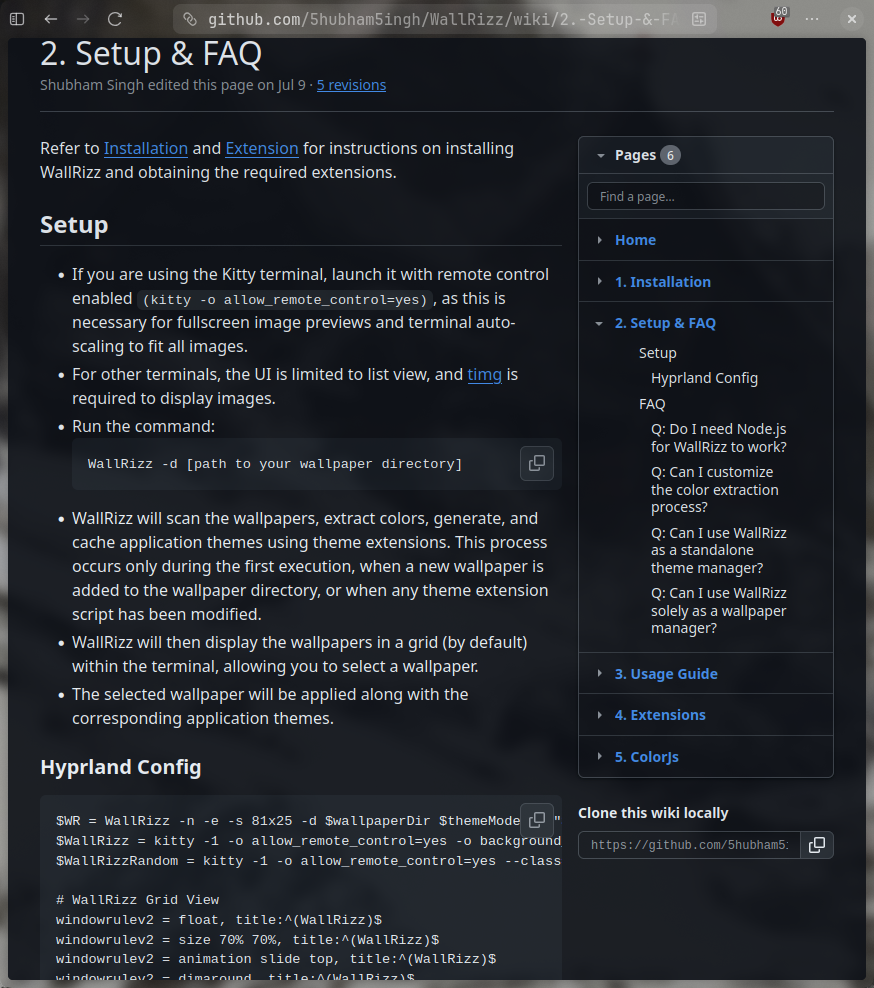 github.com/5hubham5ingh/WallRizz/wiki/2.-Setup-&-FA
60
2. Setup & FAQ
Shubham Singh edited this page on Jul 9 · 5 revisions
Refer to Installation and Extension for instructions on installing
WallRizz and obtaining the required extensions.
Setup
• If you are using the Kitty terminal, launch it with remote control
enabled (kitty -o allow_remote_control=yes), as this is
necessary for fullscreen image previews and terminal auto-
scaling to fit all images.
• For other terminals, the UI is limited to list view, and timg is
required to display images.
• Run the command:
WallRizz -d [path to your wallpaper directory]
• WallRizz will scan the wallpapers, extract colors, generate, and
cache application themes using theme extensions. This process
occurs only during the first execution, when a new wallpaper is
added to the wallpaper directory, or when any theme extension
script has been modified.
• WallRizz will then display the wallpapers in a grid (by default)
within the terminal, allowing you to select a wallpaper.
• The selected wallpaper will be applied along with the
corresponding application themes.
Hyprland Config
$WR = WallRizz -n -e -s 81x25 -d $wallpaperDir $themeMode "
$WallRizz = kitty -1 -o allow_remote_control=yes -o background
$WallRizzRandom = kitty -1 -o allow_remote_control=yes --class
# WallRizz Grid View
windowrulev2 = float, title:^(WallRizz)$
windowrulev2 = size 70% 70%, title:^(WallRizz)$
windowrulev2 = animation slide top, title:^(WallRizz)$
windowrulev2 = dimaround, title:^(WallRizz)$
Pages 6
Find a page...
Home
1. Installation
2. Setup & FAQ
Setup
Hyprland Config
FAQ
Q: Do I need Node.js
for WallRizz to work?
Q: Can I customize
the color extraction
process?
Q: Can I use WallRizz
as a standalone
theme manager?
Q: Can I use WallRizz
solely as a wallpaper
manager?
3. Usage Guide
4. Extensions
5. ColorJs
Clone this wiki locally
https://github.com/5hubham5: